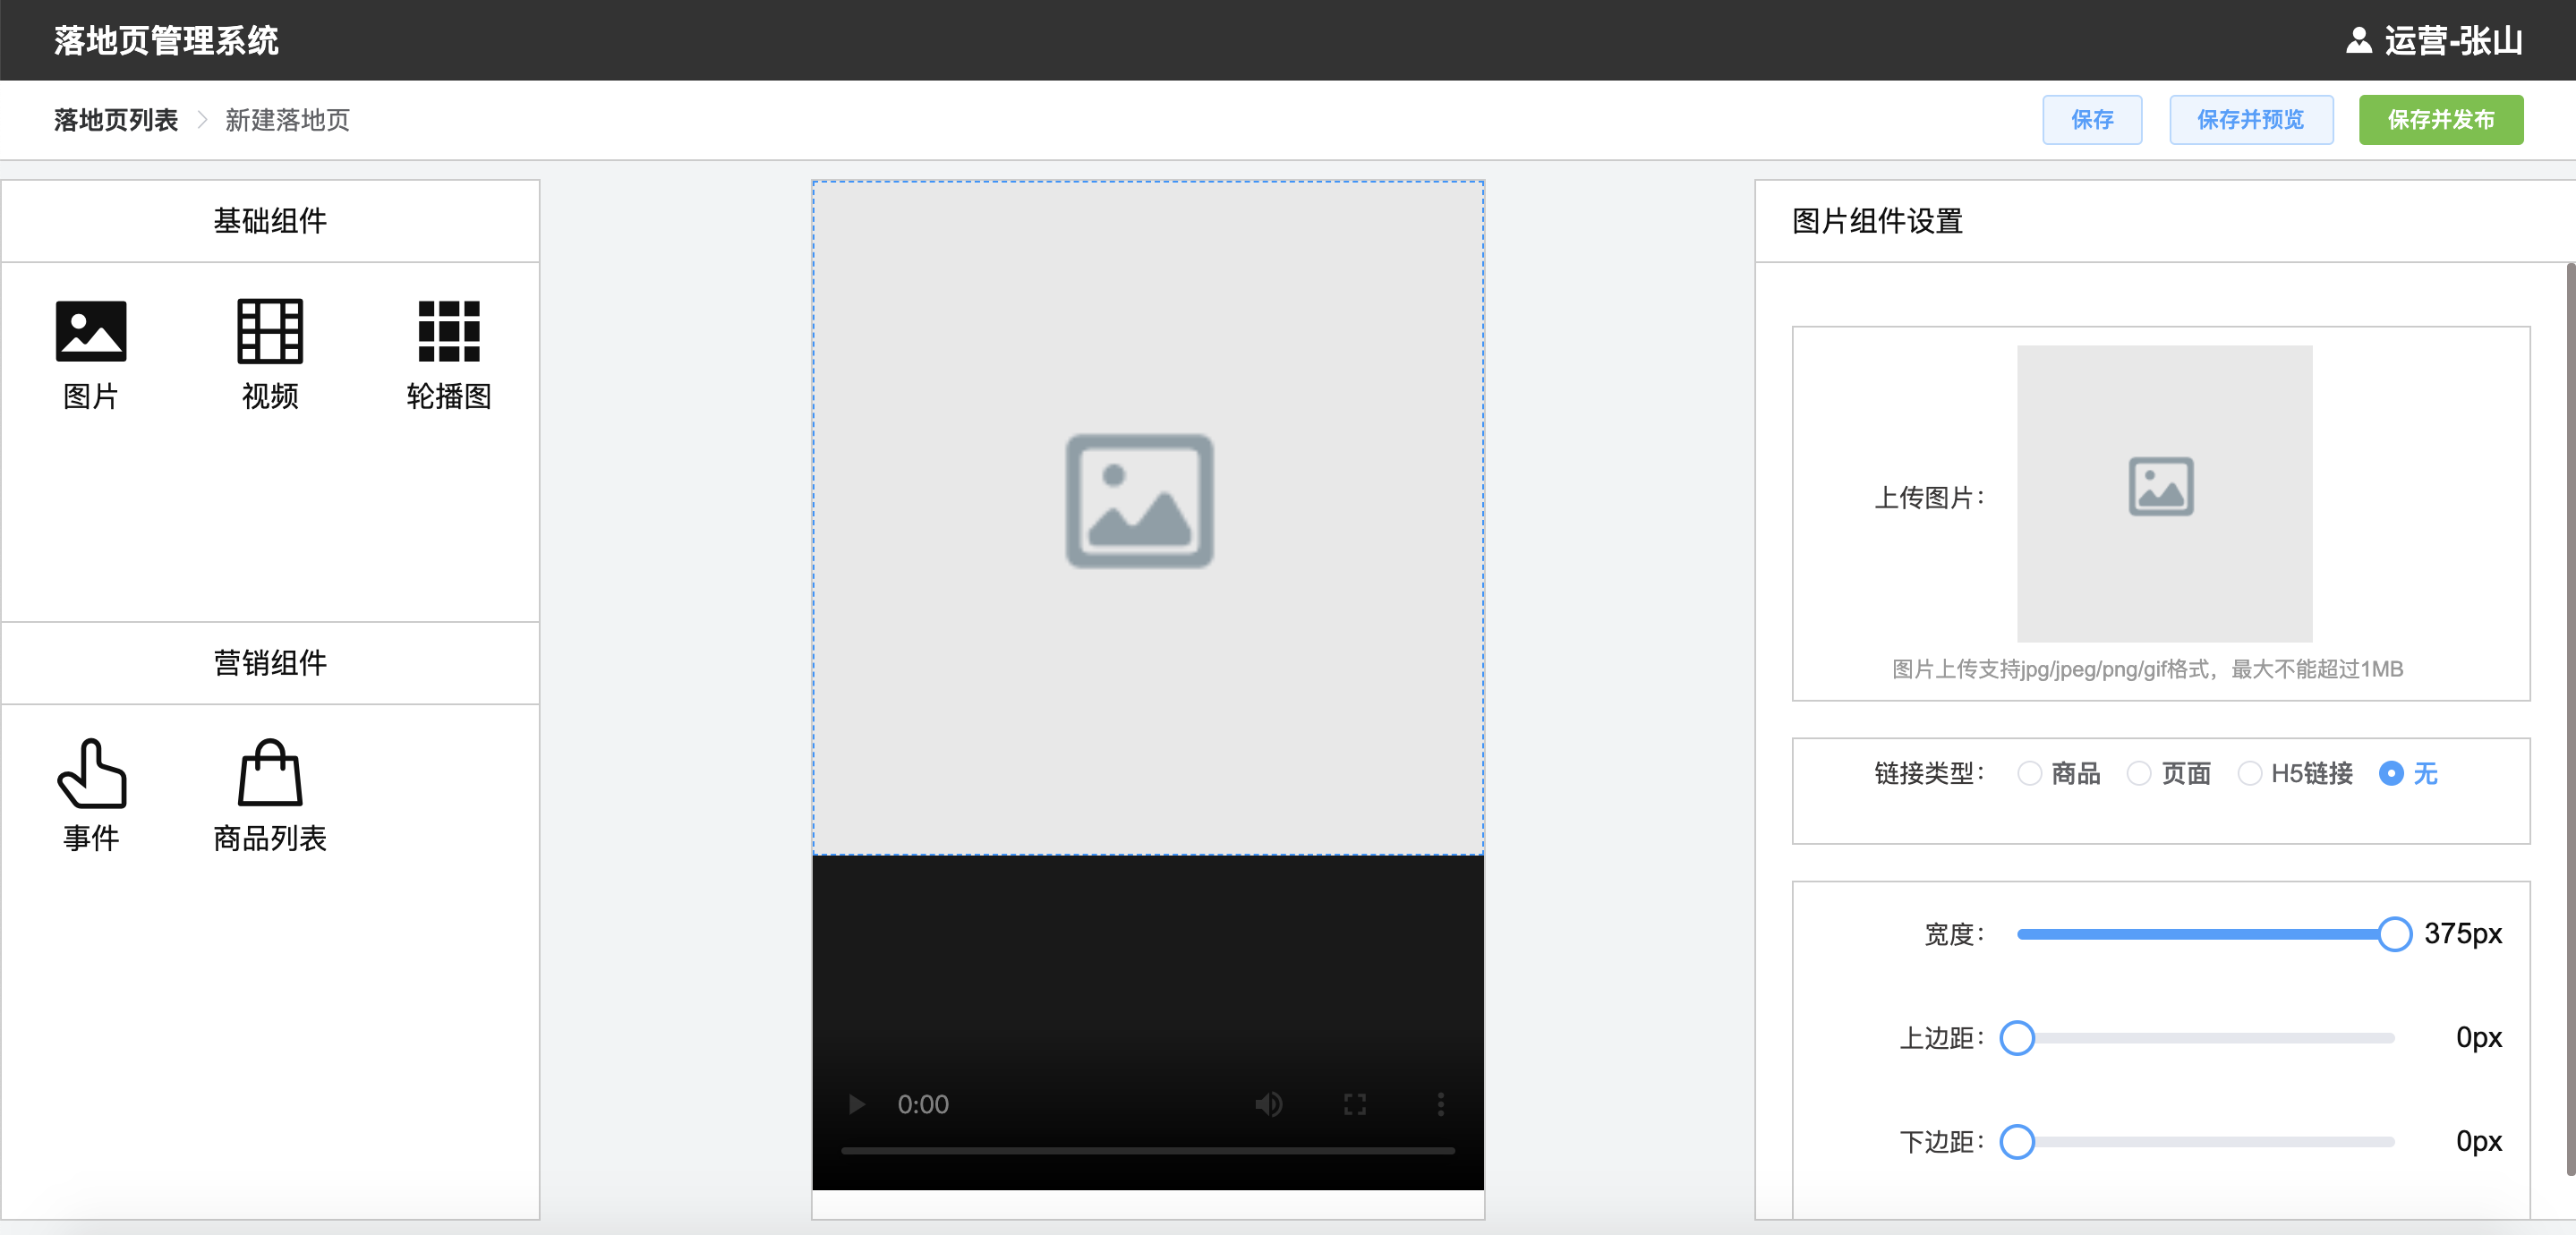 落地页管理系统
运营-张山
落地页列表 > 新建落地页
保存
保存并预览
保存并发布
基础组件
图片
视频
轮播图
营销组件
事件
商品列表
0:00
图片组件设置
上传图片：
图片上传支持jpg/jpeg/png/gif格式，最大不能超过1MB
链接类型： 商品 页面 H5链接 无
宽度： 375px
上边距： 0px
下边距： 0px